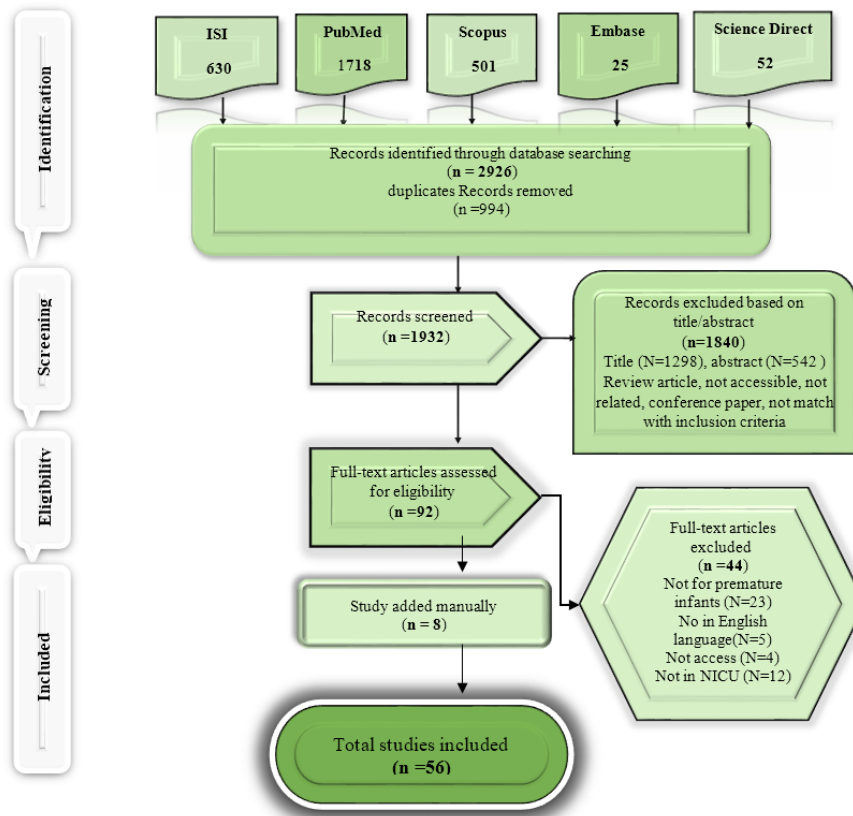 ISI
630
PubMed
1718
Scopus
501
Embase
25
Science Direct
52
Identification
Records identified through database searching
(n = 2926)
duplicates Records removed
(n =994)
Screening
Records screened
(n =1932)
Records excluded based on
title/abstract
(n=1840)
Title (N=1298), abstract (N=542 )
Review article, not accessible, not
related, conference paper, not match
with inclusion criteria
Eligibility
Full-text articles assessed
for eligibility
(n =92)
Full-text articles
excluded
(n =44)
Not for premature
infants (N=23)
No in English
language(N=5)
Not access (N=4)
Not in NICU (N=12)
Included
Study added manually
(n = 8)
Total studies included
(n =56)